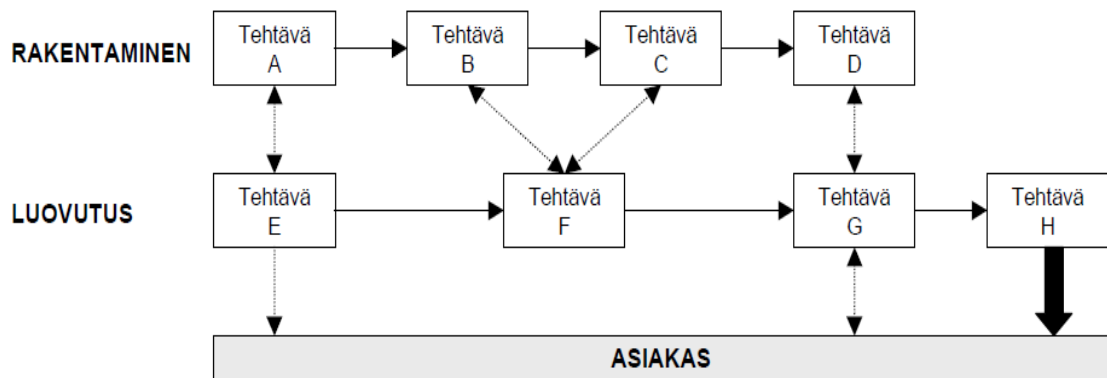 RAKENTAMINEN
Tehtävä
A
Tehtävä
B
Tehtävä
C
Tehtävä
D
LUOVUTUS
Tehtävä
E
Tehtävä
F
Tehtävä
G
Tehtävä
H
ASIAKAS